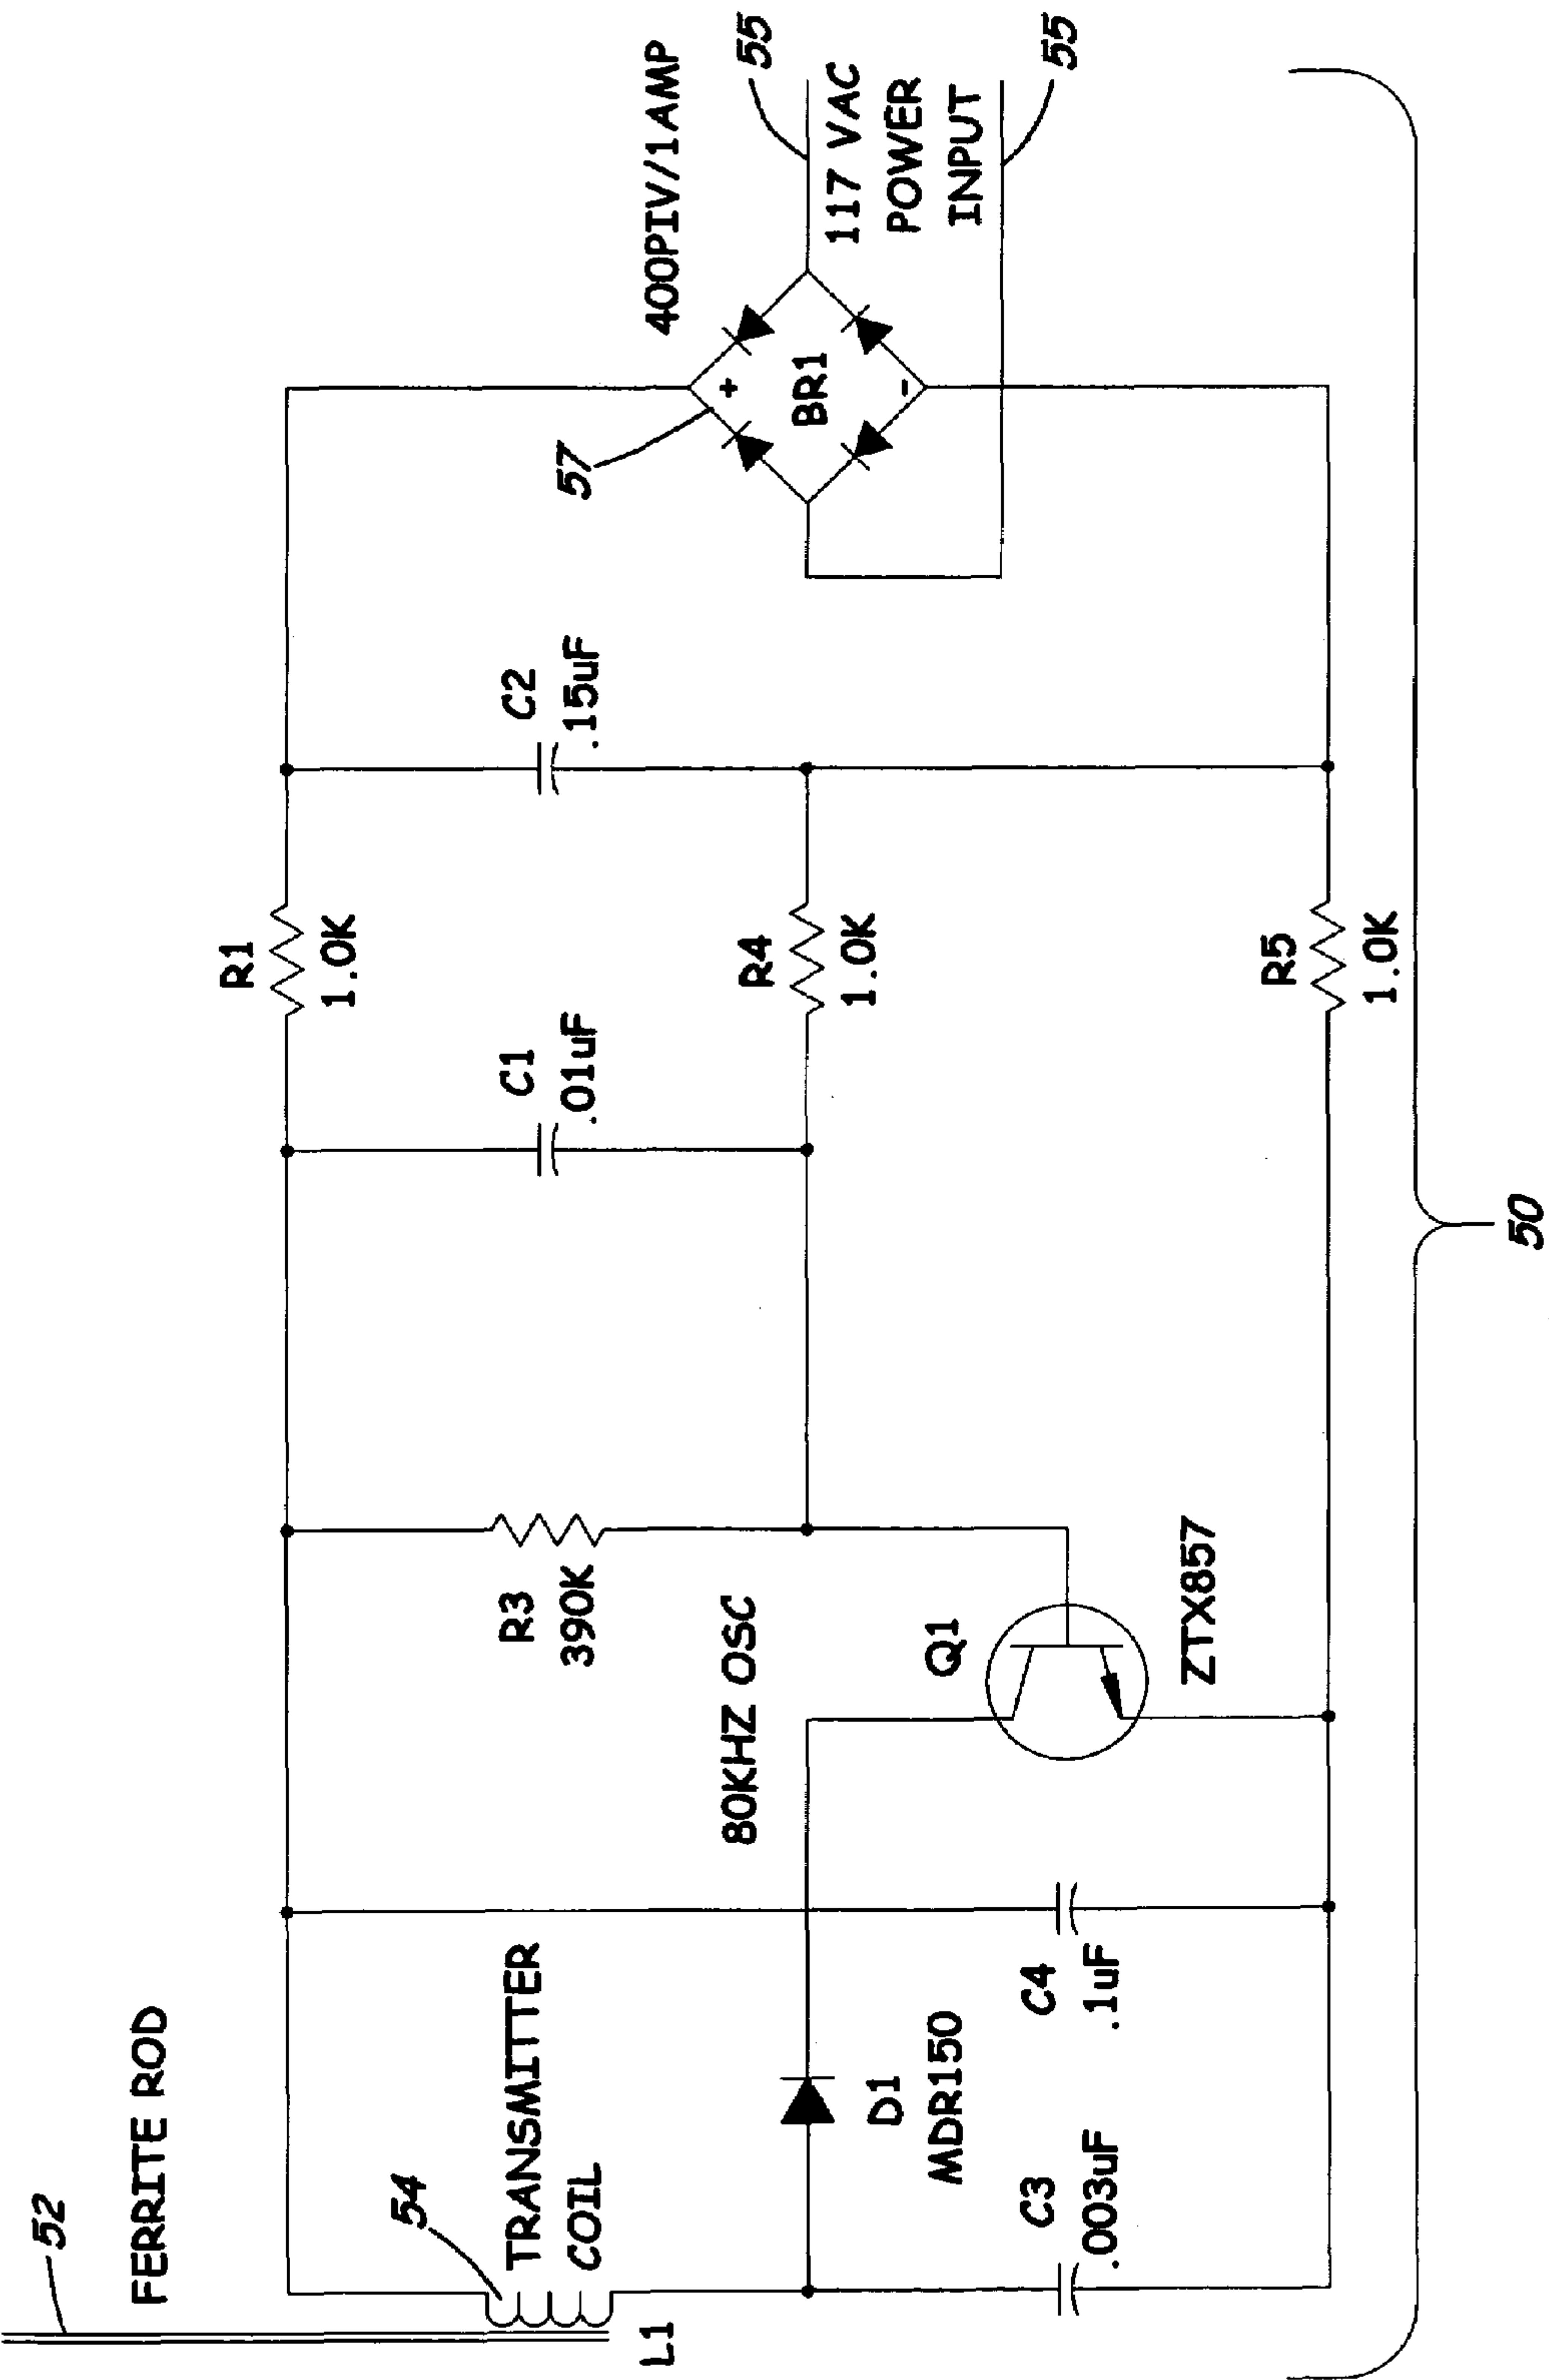 52
FERRITE ROD
54
TRANSMITTER
COIL
L1
C3
.003uF
D1
MDR150
C4
.1uF
80KHZ OSC
R3
390K
Q1
ZTX857
C1
.01uF
R1
1.0K
R4
1.0K
R5
1.0K
C2
.15uF
57
+
BR1
-
400PIV/1AMP
55
117 VAC
POWER
INPUT
55
50